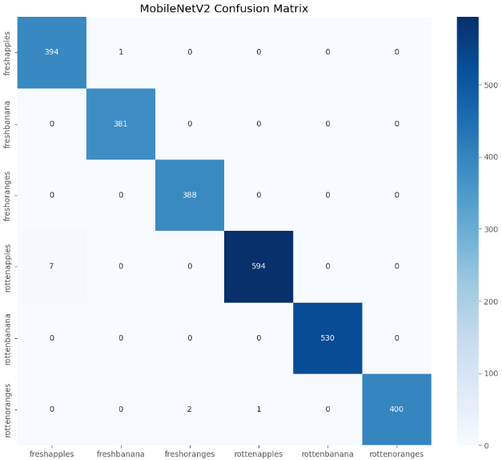 MobileNetV2 Confusion Matrix
freshapples 394 1 0 0 0 0
freshbanana 0 381 0 0 0 0
freshoranges 0 0 388 0 0 0
rottenapples 7 0 0 594 0 0
rottenbanana 0 0 0 0 530 0
rottenoranges 0 0 2 1 0 400
freshapples freshbanana freshoranges rottenapples rottenbanana rottenoranges
500
400
300
200
100
0